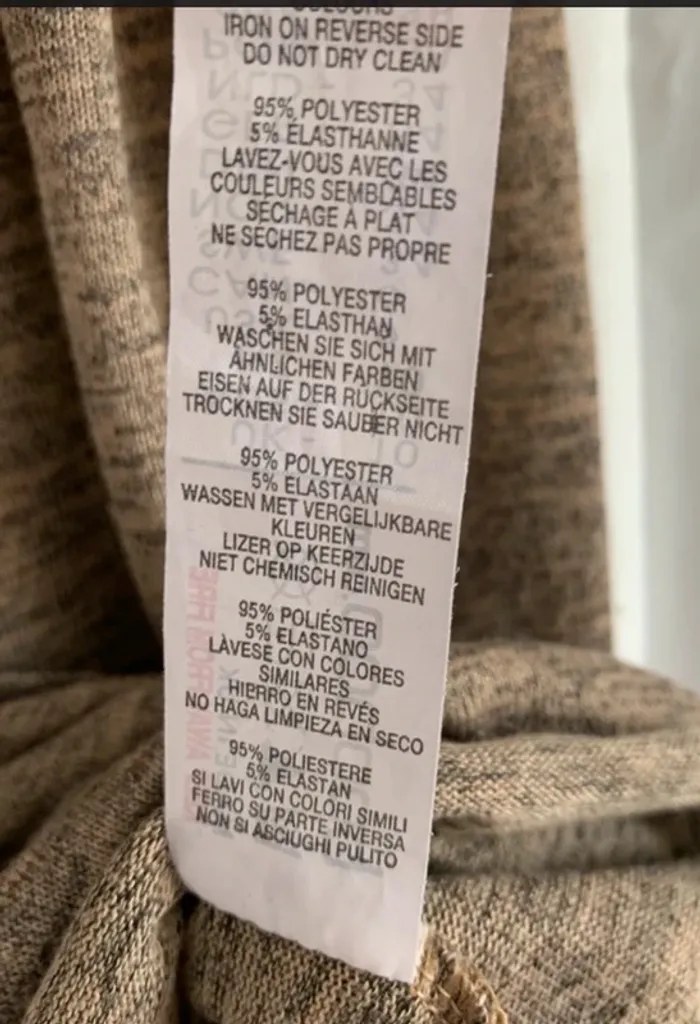 COLOURS
IRON ON REVERSE SIDE
DO NOT DRY CLEAN
95% POLYESTER
5% ÉLASTHANNE
LAVEZ-VOUS AVEC LES
COULEURS SEMBLABLES
SECHAGE À PLAT
NE SECHEZ PAS PROPRE
95% POLYESTER
5% ELASTHAN
WASCHEN SIE SICH MIT
ÄHNLICHEN FARBEN
EISEN AUF DER RÜCKSEITE
TROCKNEN SIE SAUBER NICHT
95% POLYESTER
5% ELASTAAN
WASSEN MET VERGELIJKBARE
KLEUREN
LIZER OP KEERZIJDE
NIET CHEMISCH REINIGEN
95% POLIÉSTER
5% ELASTANO
LÀVESE CON COLORES
SIMILARES
HIERRO EN REVÉS
NO HAGA LIMPIEZA EN SECO
95% POLIESTERE
5% ELASTAN
SI LAVI CON COLORI SIMILI
FERRO SU PARTE INVERSA
NON SI ASCIUGHI PULITO